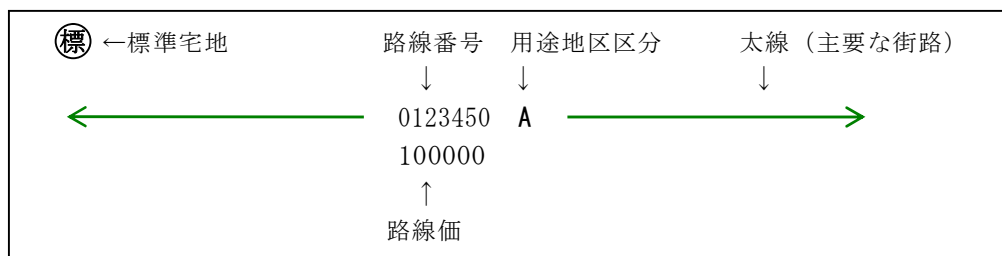 ㊝ ←標準宅地 路線番号 用途地区区分 太線（主要な街路）
↓ ↓ ↓
0123450 A
100000
↑
路線価